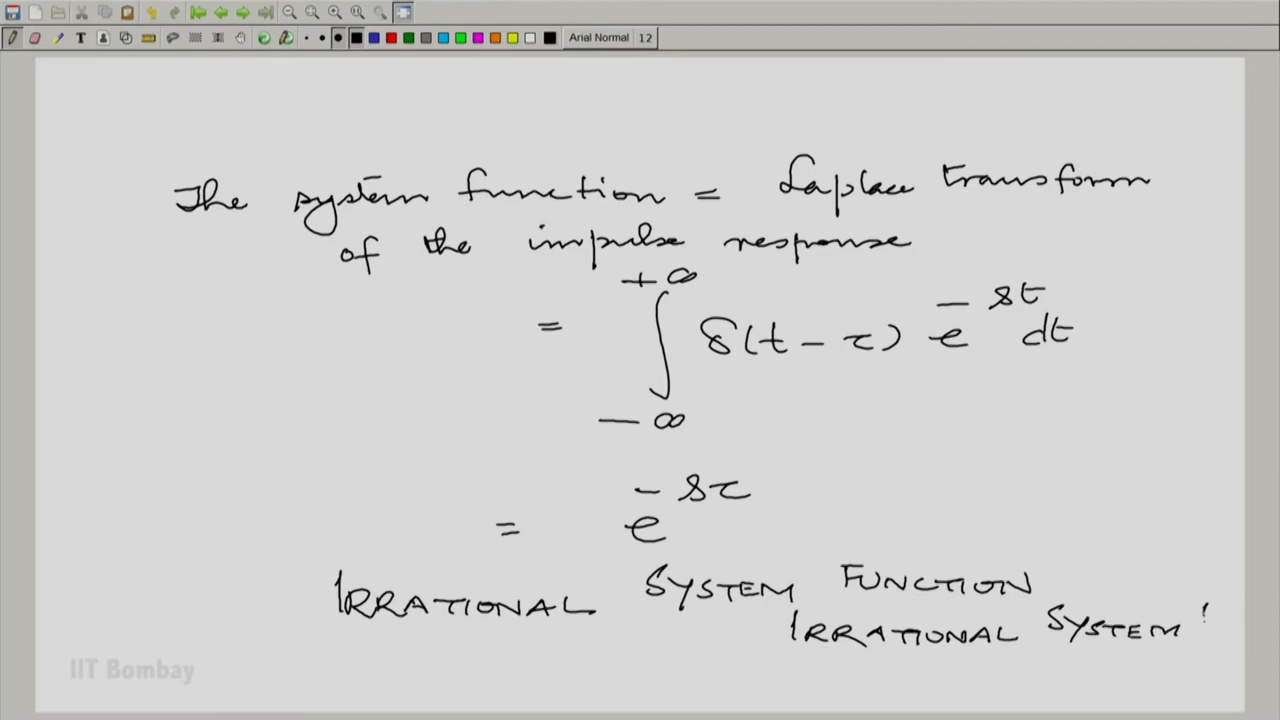 Arial Normal 12
The system function = Laplace transform
of the impulse response
= ∫_{-∞}^{+∞} δ(t - τ) e^{-st} dt
= e^{-sτ}
IRRATIONAL SYSTEM FUNCTION
IRRATIONAL SYSTEM!
IIT Bombay